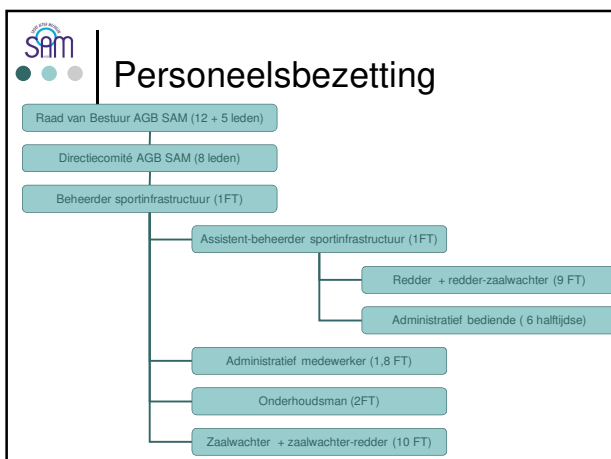 SAM
Personeelsbezetting
Raad van Bestuur AGB SAM (12 + 5 leden)
Directiecomité AGB SAM (8 leden)
Beheerder sportinfrastructuur (1FT)
Assistent-beheerder sportinfrastructuur (1FT)
Redder + redder-zaalwachter (9 FT)
Administratief bediende ( 6 halftijdse)
Administratief medewerker (1,8 FT)
Onderhoudsman (2FT)
Zaalwachter + zaalwachter-redder (10 FT)